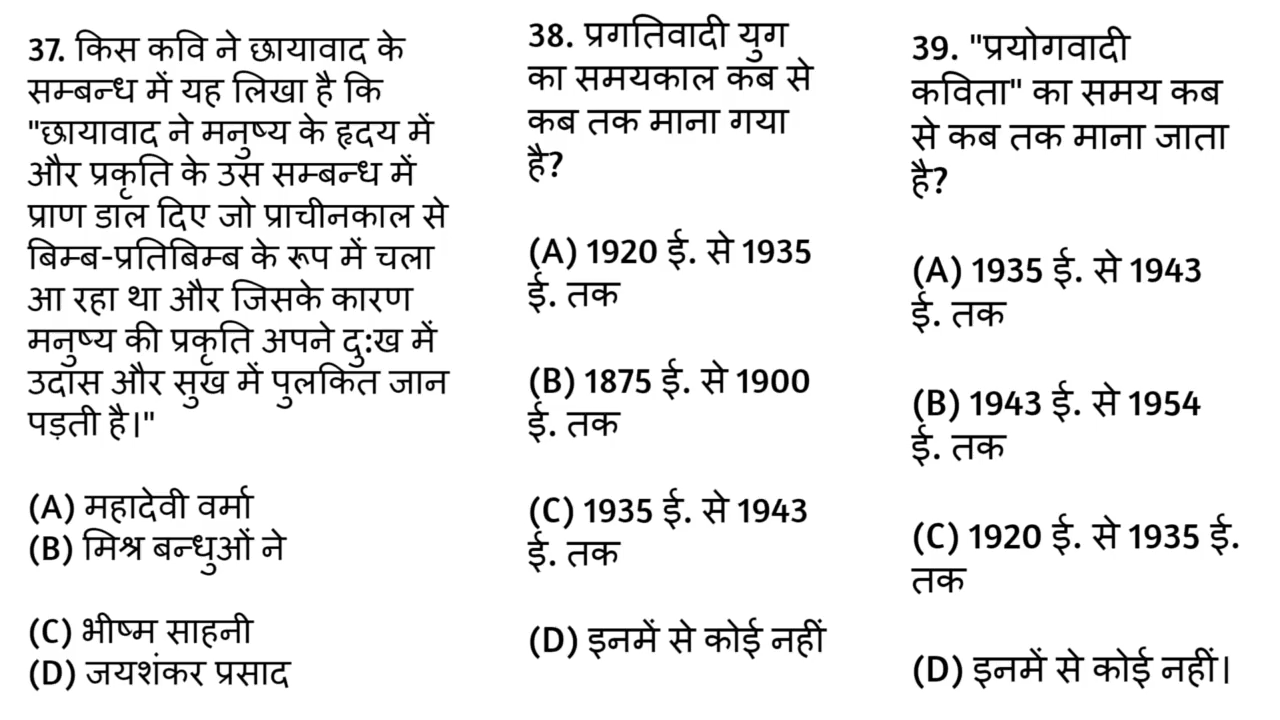 37. किस कवि ने छायावाद के
सम्बन्ध में यह लिखा है कि
"छायावाद ने मनुष्य के हृदय में
और प्रकृति के उस सम्बन्ध में
प्राण डाल दिए जो प्राचीनकाल से
बिम्ब-प्रतिबिम्ब के रूप में चला
आ रहा था और जिसके कारण
मनुष्य की प्रकृति अपने दु:ख में
उदास और सुख में पुलकित जान
पड़ती है।"
(A) महादेवी वर्मा
(B) मिश्र बन्धुओं ने
(C) भीष्म साहनी
(D) जयशंकर प्रसाद
38. प्रगतिवादी युग
का समयकाल कब से
कब तक माना गया
है?
(A) 1920 ई. से 1935
ई. तक
(B) 1875 ई. से 1900
ई. तक
(C) 1935 ई. से 1943
ई. तक
(D) इनमें से कोई नहीं
39. "प्रयोगवादी
कविता" का समय कब
से कब तक माना जाता
है?
(A) 1935 ई. से 1943
ई. तक
(B) 1943 ई. से 1954
ई. तक
(C) 1920 ई. से 1935 ई.
तक
(D) इनमें से कोई नहीं।